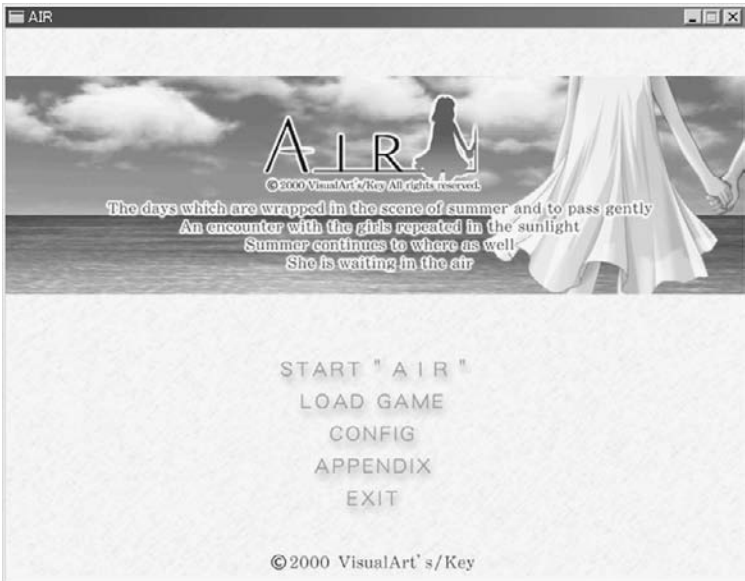 AIR
AIR
© 2000 VisualArt's/Key All rights reserved.
The days which are wrapped in the scene of summer and to pass gently
An encounter with the girls repeated in the sunlight
Summer continues to where as well
She is waiting in the air
START "AIR"
LOAD GAME
CONFIG
APPENDIX
EXIT
©2000 VisualArt's/Key